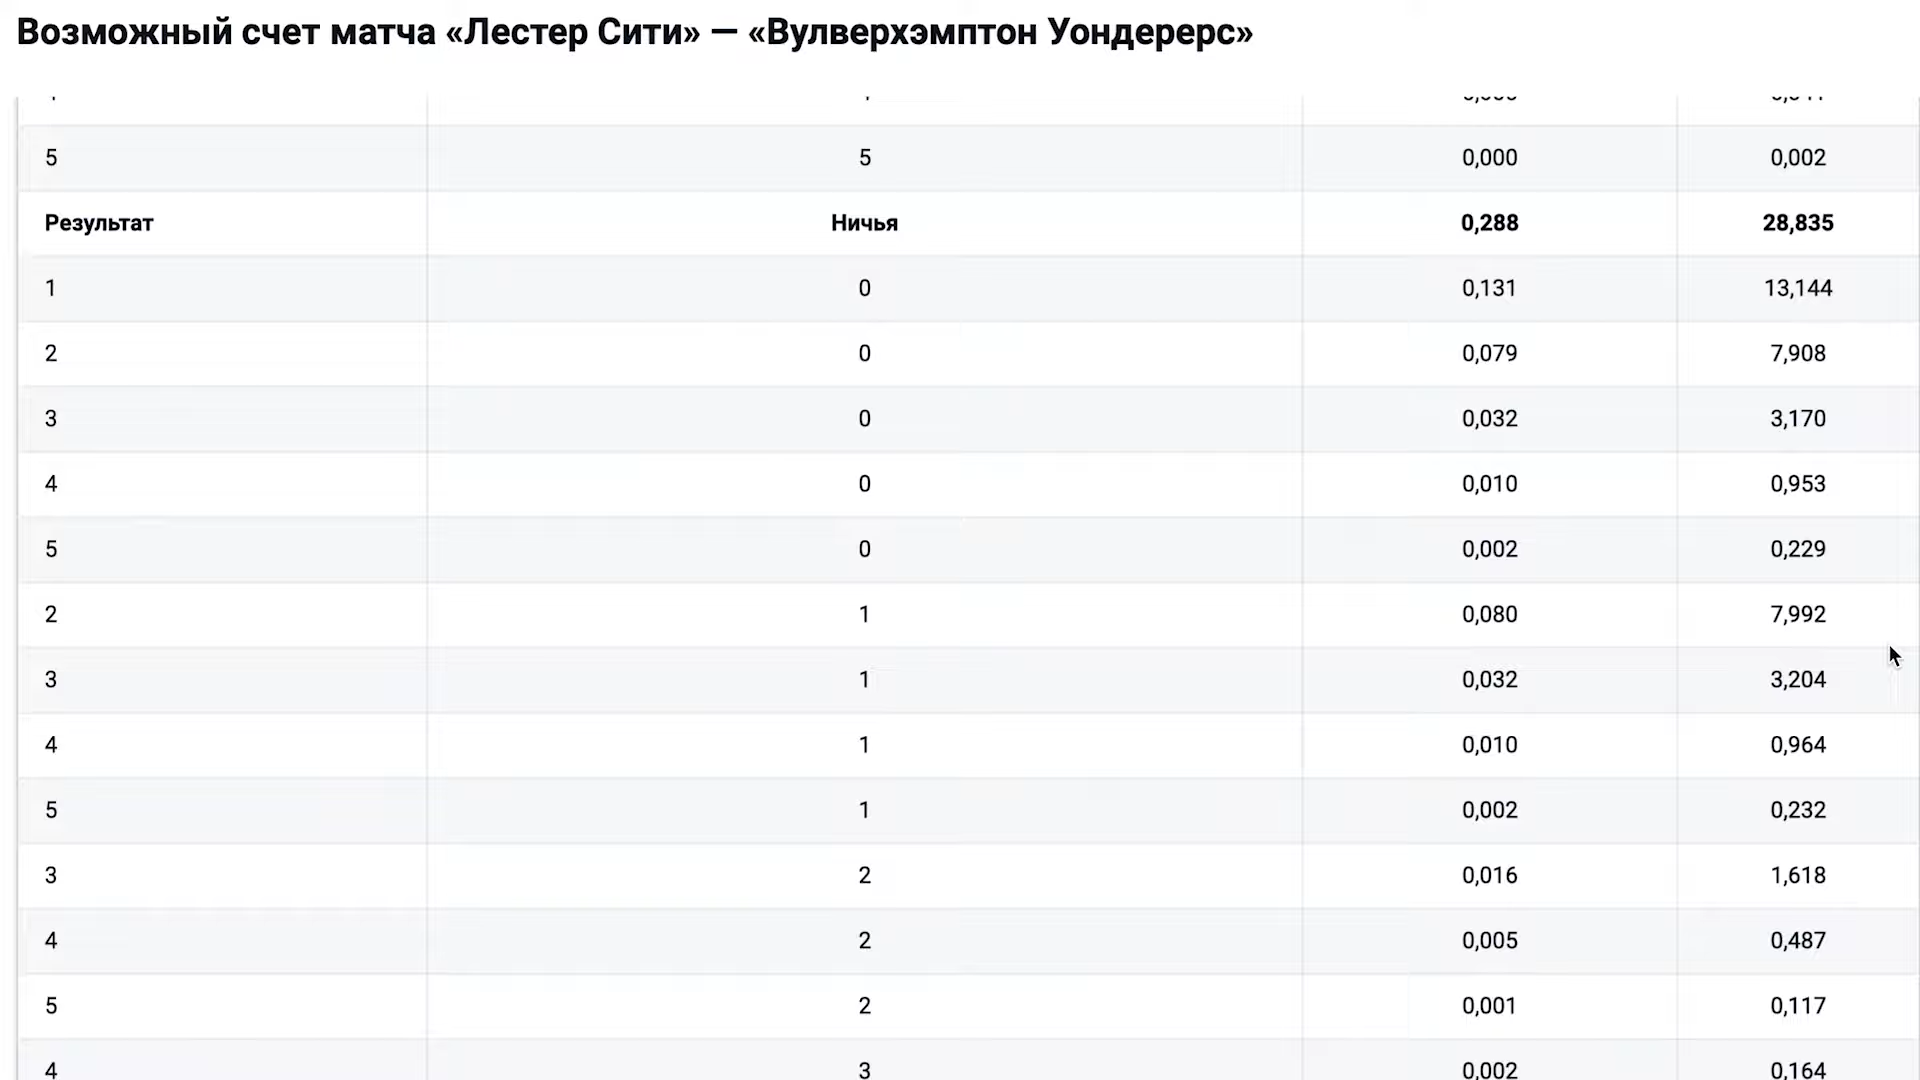 Возможный счет матча «Лестер Сити» — «Вулверхэмптон Уондерерс»
5 5 0,000 0,002
Результат Ничья 0,288 28,835
1 0 0,131 13,144
2 0 0,079 7,908
3 0 0,032 3,170
4 0 0,010 0,953
5 0 0,002 0,229
2 1 0,080 7,992
3 1 0,032 3,204
4 1 0,010 0,964
5 1 0,002 0,232
3 2 0,016 1,618
4 2 0,005 0,487
5 2 0,001 0,117
4 3 0,002 0,164